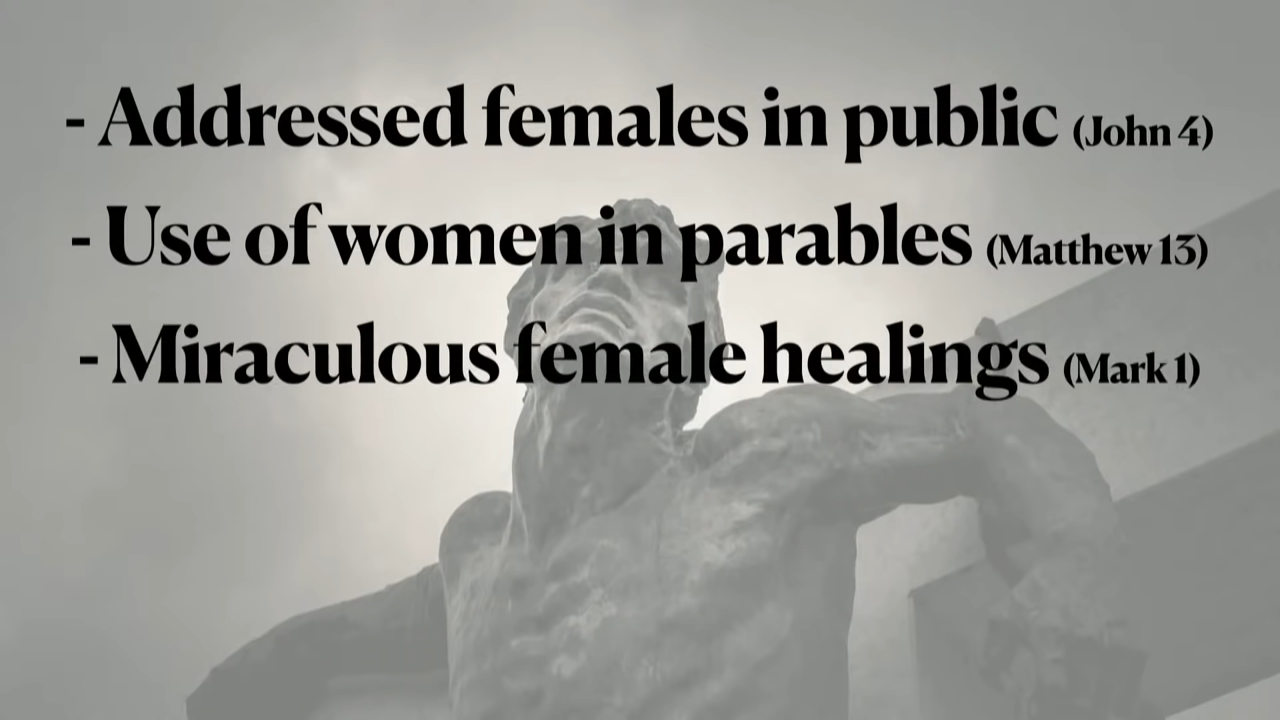 - Addressed females in public (John 4)
- Use of women in parables (Matthew 13)
- Miraculous female healings (Mark 1)